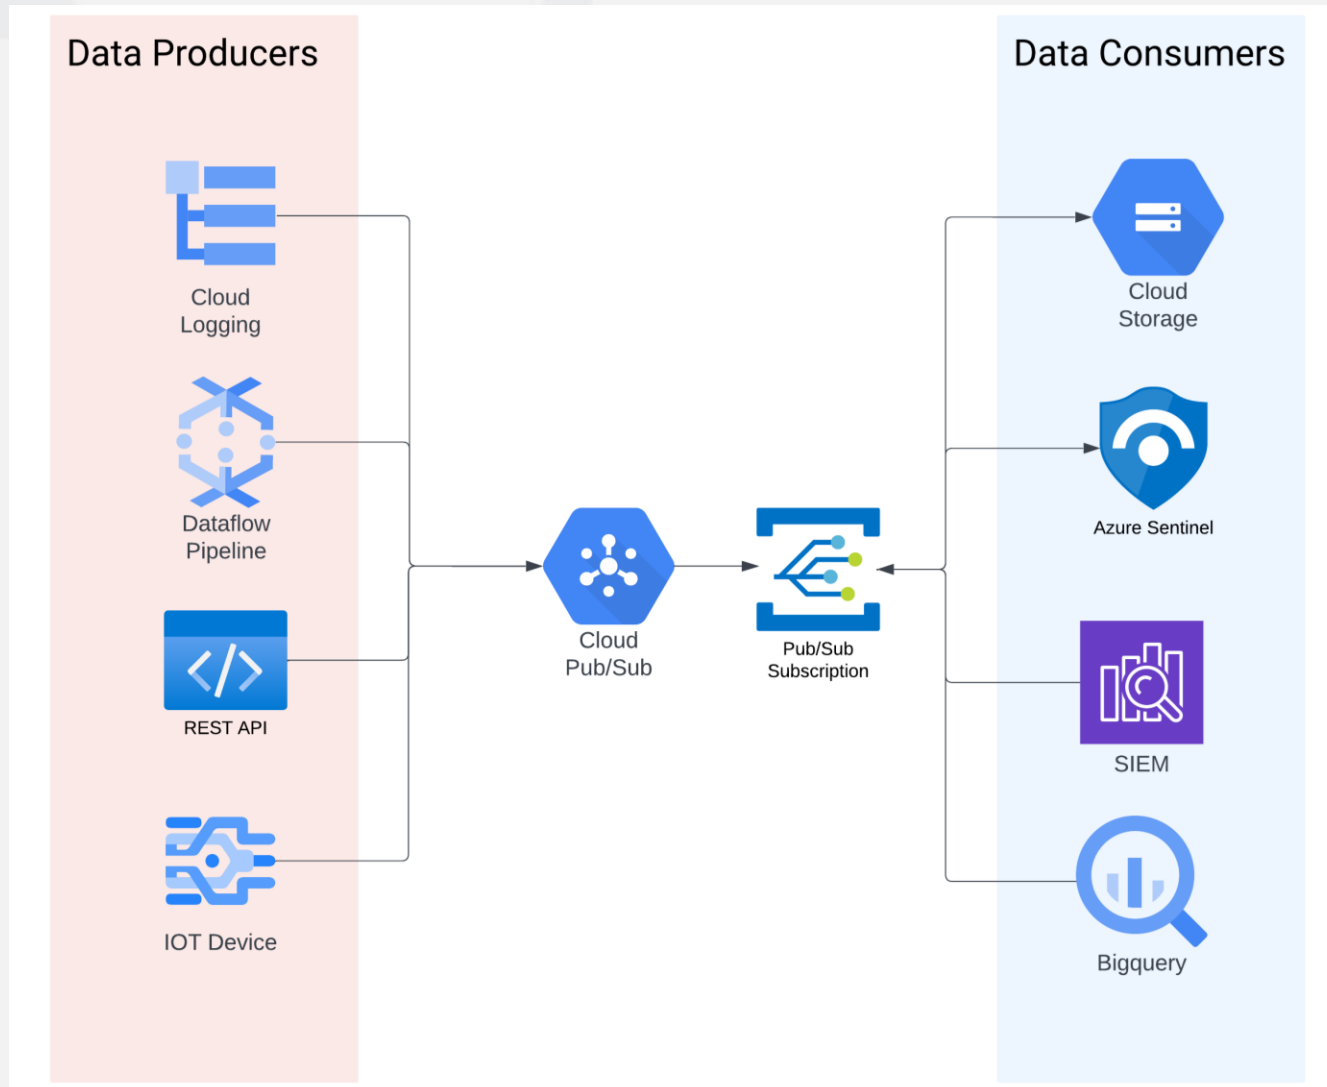 Data Producers
Cloud
Logging
Dataflow
Pipeline
REST API
IOT Device
Cloud
Pub/Sub
Pub/Sub
Subscription
Data Consumers
Cloud
Storage
Azure Sentinel
SIEM
Bigquery